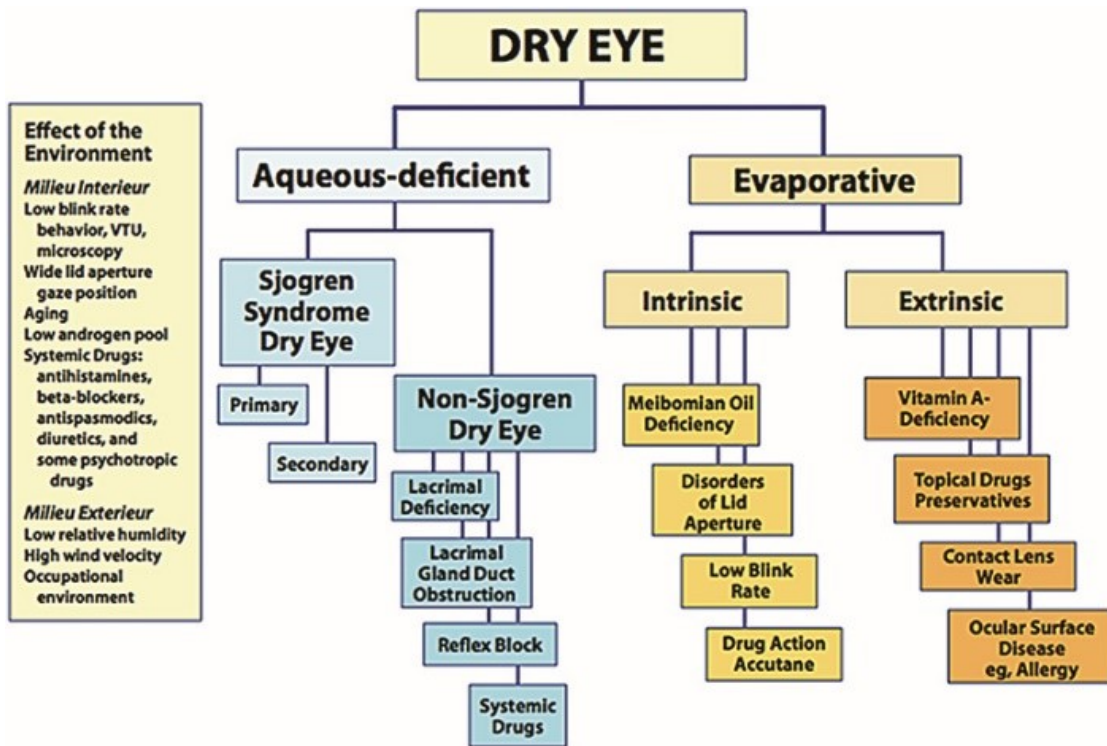 DRY EYE
Effect of the
Environment
Milieu Interieur
Low blink rate
behavior, VTU,
microscopy
Wide lid aperture
gaze position
Aging
Low androgen pool
Systemic Drugs:
antihistamines,
beta-blockers,
antispasmodics,
diuretics, and
some psychotropic
drugs
Milieu Exterieur
Low relative humidity
High wind velocity
Occupational
environment
Aqueous-deficient
Sjogren
Syndrome
Dry Eye
Primary
Secondary
Non-Sjogren
Dry Eye
Lacrimal
Deficiency
Lacrimal
Gland Duct
Obstruction
Reflex Block
Systemic
Drugs
Evaporative
Intrinsic
Meibomian Oil
Deficiency
Disorders
of Lid
Aperture
Low Blink
Rate
Drug Action
Accutane
Extrinsic
Vitamin A-
Deficiency
Topical Drugs
Preservatives
Contact Lens
Wear
Ocular Surface
Disease
eg, Allergy